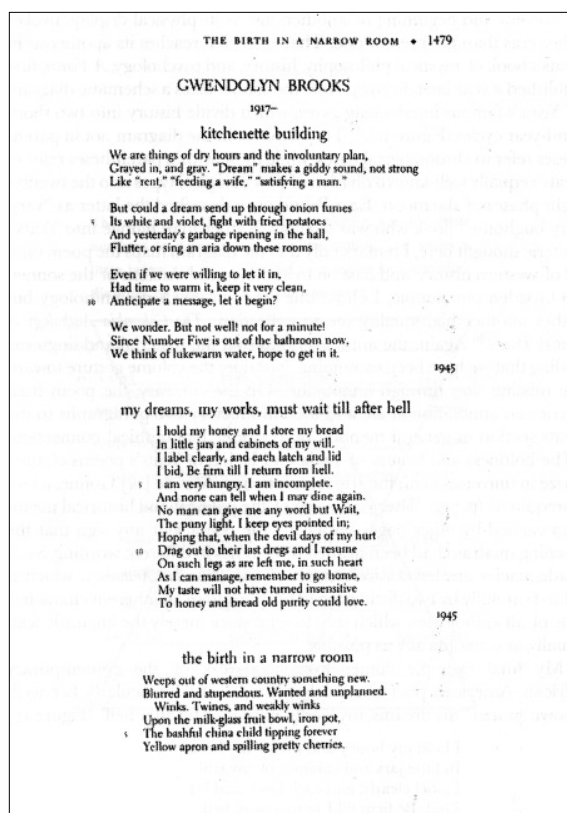 THE BIRTH IN A NARROW ROOM ♦ 1479
GWENDOLYN BROOKS
1917–
kitchenette building
We are things of dry hours and the involuntary plan,
Grayed in, and gray. "Dream" makes a giddy sound, not strong
Like "rent," "feeding a wife," "satisfying a man."
But could a dream send up through onion fumes
5 Its white and violet, fight with fried potatoes
And yesterday's garbage ripening in the hall,
Flutter, or sing an aria down these rooms
Even if we were willing to let it in,
Had time to warm it, keep it very clean,
10 Anticipate a message, let it begin?
We wonder. But not well! not for a minute!
Since Number Five is out of the bathroom now,
We think of lukewarm water, hope to get in it.
1945
my dreams, my works, must wait till after hell
I hold my honey and I store my bread
In little jars and cabinets of my will.
I label clearly, and each latch and lid
I bid, Be firm till I return from hell.
5 I am very hungry. I am incomplete.
And none can tell when I may dine again.
No man can give me any word but Wait,
The puny light. I keep eyes pointed in;
Hoping that, when the devil days of my hurt
10 Drag out to their last dregs and I resume
On such legs as are left me, in such heart
As I can manage, remember to go home,
My taste will not have turned insensitive
To honey and bread old purity could love.
1945
the birth in a narrow room
Weeps out of western country something new.
Blurred and stupendous. Wanted and unplanned.
Winks. Twines, and weakly winks
Upon the milk-glass fruit bowl, iron pot,
5 The bashful china child tipping forever
Yellow apron and spilling pretty cherries.